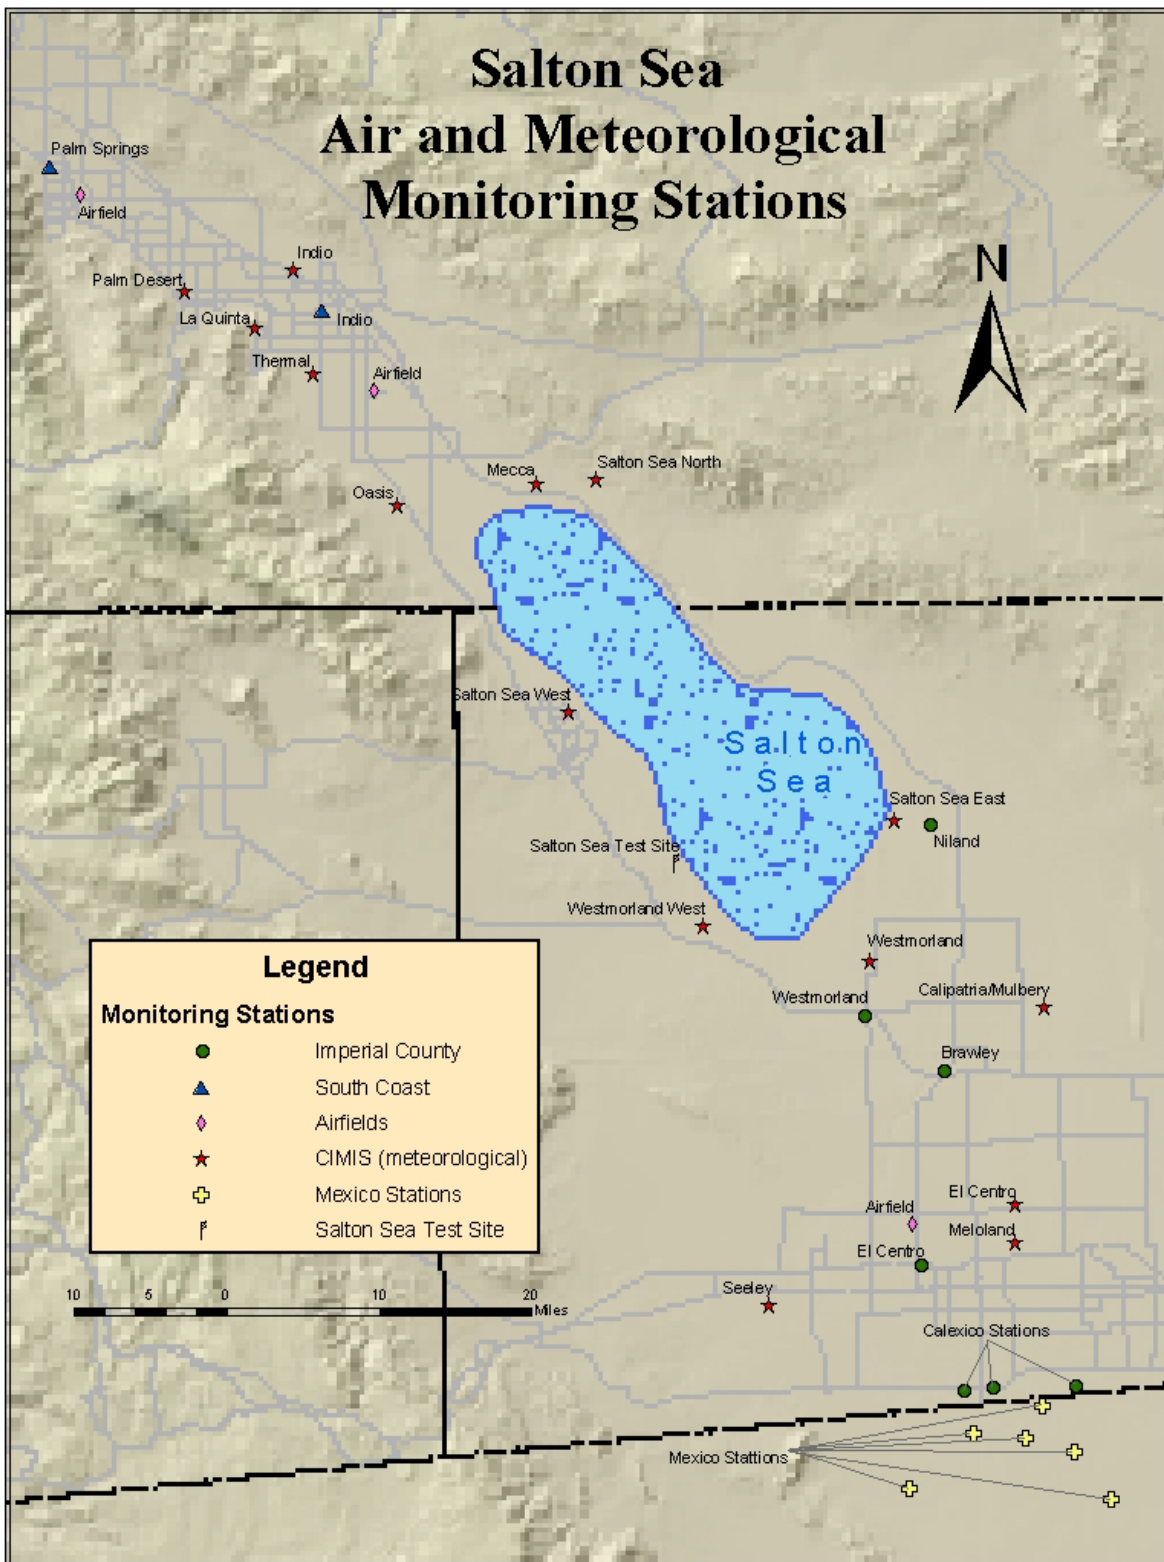 Salton Sea
Air and Meteorological
Monitoring Stations
Palm Springs
Airfield
N
Indio
Palm Desert
La Quinta
Indio
Thermal
Airfield
Mecca
Salton Sea North
Oasis
Salton Sea West
Salton
Sea
Salton Sea East
Niland
Salton Sea Test Site
Westmorland West
Westmorland
Westmorland
Calipatria/Mulbery
Brawley
Legend
Monitoring Stations
Imperial County
South Coast
Airfields
CIMIS (meteorological)
Mexico Stations
Salton Sea Test Site
El Centro
Airfield
Meloland
El Centro
Seeley
10 5 0 10 20
Miles
Calexico Stations
Mexico Stattions